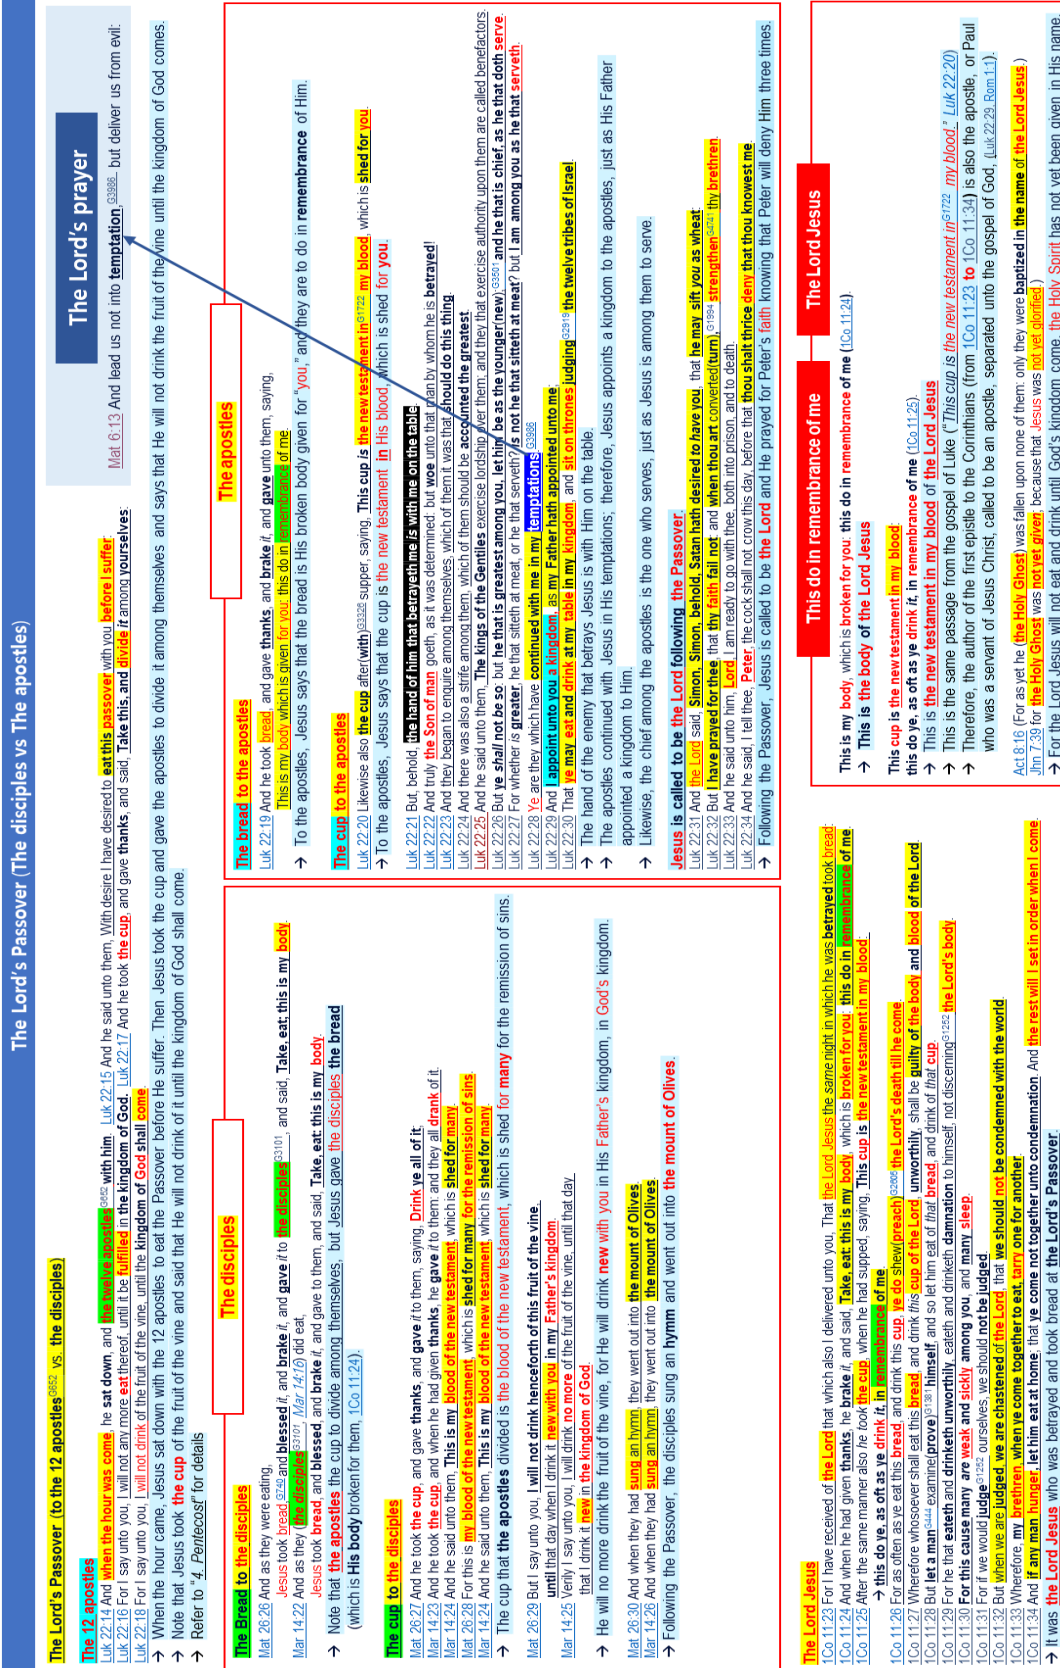 The Lord's Passover (The disciples vs The apostles)
The Lord's Passover (to the 12 apostles G652 vs. the disciples)
The Lord's prayer
Mat 6:13 And lead us not into temptation, G3986 but deliver us from evil:
The 12 apostles
Luk 22:14 And when the hour was come, he sat down, and the twelve apostles G652 with him. Luk 22:15 And he said unto them, With desire I have desired to eat this passover with you before I suffer:
Luk 22:16 For I say unto you, I will not any more eat thereof, until it be fulfilled in the kingdom of God. Luk 22:17 And he took the cup, and gave thanks, and said, Take this, and divide it among yourselves:
Luk 22:18 For I say unto you, I will not drink of the fruit of the vine, until the kingdom of God shall come.
→ When the hour came, Jesus sat down with the 12 apostles to eat the Passover before He suffer. Then Jesus took the cup and gave the apostles to divide it among themselves and says that He will not drink the fruit of the vine until the kingdom of God comes.
→ Note that Jesus took the cup of the fruit of the vine and said that He will not drink of it until the kingdom of God shall come.
→ Refer to "4. Pentecost" for details
The disciples
The Bread to the disciples
Mat 26:26 And as they were eating,
Jesus took bread, G740 and blessed it, and brake it, and gave it to the disciples G3101, and said, Take, eat; this is my body.
Mar 14:22 And as they (the disciples G3101, Mar 14:16) did eat,
Jesus took bread, and blessed, and brake it, and gave to them, and said, Take, eat: this is my body.
→ Note that the apostles the cup to divide among themselves, but Jesus gave the disciples the bread
(which is His body broken for them, 1Co 11:24).
The cup to the disciples
Mat 26:27 And he took the cup, and gave thanks, and gave it to them, saying, Drink ye all of it;
Mar 14:23 And he took the cup, and when he had given thanks, he gave it to them: and they all drank of it.
Mar 14:24 And he said unto them, This is my blood of the new testament, which is shed for many.
Mat 26:28 For this is my blood of the new testament, which is shed for many for the remission of sins.
Mar 14:24 And he said unto them, This is my blood of the new testament, which is shed for many.
→ The cup that the apostles divided is the blood of the new testament, which is shed for many for the remission of sins.
Mat 26:29 But I say unto you, I will not drink henceforth of this fruit of the vine,
until that day when I drink it new with you in my Father's kingdom.
Mar 14:25 Verily I say unto you, I will drink no more of the fruit of the vine, until that day
that I drink it new in the kingdom of God.
→ He will no more drink the fruit of the vine, for He will drink new with you in His Father's kingdom, in God's kingdom.
Mat 26:30 And when they had sung an hymn, they went out into the mount of Olives.
Mar 14:26 And when they had sung an hymn, they went out into the mount of Olives.
→ Following the Passover, the disciples sung an hymn and went out into the mount of Olives.
The apostles
The bread to the apostles
Luk 22:19 And he took bread, and gave thanks, and brake it, and gave unto them, saying,
This is my body which is given for you: this do in remembrance of me.
→ To the apostles, Jesus says that the bread is His broken body given for "you," and they are to do in remembrance of Him.
The cup to the apostles
Luk 22:20 Likewise also the cup after(with) G3326 supper, saying, This cup is the new testament in G1722 my blood, which is shed for you.
→ To the apostles, Jesus says that the cup is the new testament in His blood, which is shed for you.
Luk 22:21 But, behold, the hand of him that betrayeth me is with me on the table.
Luk 22:22 And truly the Son of man goeth, as it was determined: but woe unto that man by whom he is betrayed!
Luk 22:23 And they began to enquire among themselves, which of them it was that should do this thing.
Luk 22:24 And there was also a strife among them, which of them should be accounted the greatest.
Luk 22:25 And he said unto them, The kings of the Gentiles exercise lordship over them; and they that exercise authority upon them are called benefactors.
Luk 22:26 But ye shall not be so: but he that is greatest among you, let him be as the younger(new); G3501 and he that is chief, as he that doth serve.
Luk 22:27 For whether is greater, he that sitteth at meat, or he that serveth? is not he that sitteth at meat? but I am among you as he that serveth.
Luk 22:28 Ye are they which have continued with me in my temptations. G3986
Luk 22:29 And I appoint unto you a kingdom, as my Father hath appointed unto me;
Luk 22:30 That ye may eat and drink at my table in my kingdom, and sit on thrones judging G2919 the twelve tribes of Israel.
→ The hand of the enemy that betrays Jesus is with Him on the table.
→ The apostles continued with Jesus in His temptations; therefore, Jesus appoints a kingdom to the apostles, just as His Father
appointed a kingdom to Him.
→ Likewise, the chief among the apostles is the one who serves, just as Jesus is among them to serve.
Jesus is called to be the Lord following the Passover.
Luk 22:31 And the Lord said, Simon, Simon, behold, Satan hath desired to have you, that he may sift you as wheat:
Luk 22:32 But I have prayed for thee, that thy faith fail not: and when thou art converted(turn), G1994 strengthen G4741 thy brethren.
Luk 22:33 And he said unto him, Lord, I am ready to go with thee, both into prison, and to death.
Luk 22:34 And he said, I tell thee, Peter, the cock shall not crow this day, before that thou shalt thrice deny that thou knowest me.
→ Following the Passover, Jesus is called to be the Lord and He prayed for Peter's faith knowing that Peter will deny Him three times.
The Lord Jesus
1Co 11:23 For I have received of the Lord that which also I delivered unto you, That the Lord Jesus the same night in which he was betrayed took bread:
1Co 11:24 And when he had given thanks, he brake it, and said, Take, eat: this is my body, which is broken for you: this do in remembrance of me.
1Co 11:25 After the same manner also he took the cup, when he had supped, saying, This cup is the new testament in my blood:
→ this do ye, as oft as ye drink it, in remembrance of me.
1Co 11:26 For as often as ye eat this bread, and drink this cup, ye do shew(preach) G2605 the Lord's death till he come.
1Co 11:27 Wherefore whosoever shall eat this bread, and drink this cup of the Lord, unworthily, shall be guilty of the body and blood of the Lord.
1Co 11:28 But let a man G444 examine(prove) G1381 himself, and so let him eat of that bread, and drink of that cup.
1Co 11:29 For he that eateth and drinketh unworthily, eateth and drinketh damnation to himself, not discerning G1252 the Lord's body.
1Co 11:30 For this cause many are weak and sickly among you, and many sleep.
1Co 11:31 For if we would judge G1252 ourselves, we should not be judged.
1Co 11:32 But when we are judged, we are chastened of the Lord, that we should not be condemned with the world.
1Co 11:33 Wherefore, my brethren, when ye come together to eat, tarry one for another.
1Co 11:34 And if any man hunger, let him eat at home; that ye come not together unto condemnation. And the rest will I set in order when I come.
→ It was the Lord Jesus who was betrayed and took bread at the Lord's Passover.
This do in remembrance of me
The Lord Jesus
This is my body, which is broken for you: this do in remembrance of me (1Co 11:24).
→ This is the body of the Lord Jesus
This cup is the new testament in my blood:
this do ye, as oft as ye drink it, in remembrance of me (1Co 11:25).
→ This is the new testament in my blood of the Lord Jesus
→ This is the same passage from the gospel of Luke ("This cup is the new testament in G1722 my blood." Luk 22:20)
→ Therefore, the author of the first epistle to the Corinthians (from 1Co 11:23 to 1Co 11:34) is also the apostle, or Paul
who was a servant of Jesus Christ, called to be an apostle, separated unto the gospel of God, (Luk 22:29, Rom 1:1).
Act 8:16 (For as yet he (the Holy Ghost) was fallen upon none of them: only they were baptized in the name of the Lord Jesus.)
Jhn 7:39 for the Holy Ghost was not yet given; because that Jesus was not yet glorified.)
→ For the Lord Jesus will not eat and drink until God's kingdom come, the Holy Spirit has not yet been given in His name.